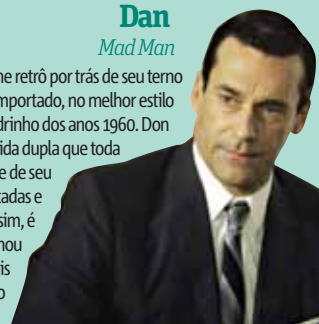 Dan
Mad Man
me retrô por trás de seu terno
mportado, no melhor estilo
drinho dos anos 1960. Don
ida dupla que toda
e de seu
tadas e
sim, é
nou
is
o